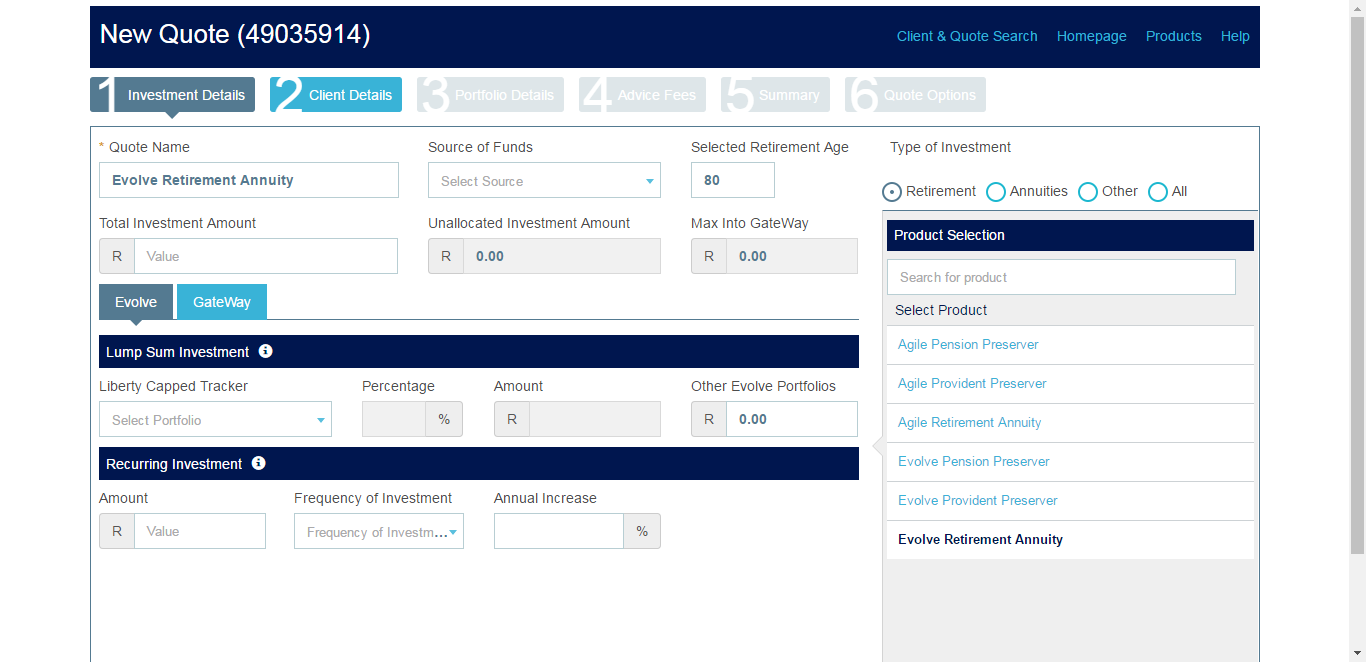 New Quote (49035914)
Client & Quote Search Homepage Products Help
1 Investment Details 2 Client Details 3 Portfolio Details 4 Advice Fees 5 Summary 6 Quote Options
* Quote Name Source of Funds Selected Retirement Age Type of Investment
Evolve Retirement Annuity Select Source 80
Retirement Annuities Other All
Total Investment Amount Unallocated Investment Amount Max Into GateWay
R Value R 0.00 R 0.00
Evolve GateWay
Lump Sum Investment
Liberty Capped Tracker Percentage Amount Other Evolve Portfolios
Select Portfolio % R R 0.00
Recurring Investment
Amount Frequency of Investment Annual Increase
R Value Frequency of Investm... %
Product Selection
Search for product
Select Product
Agile Pension Preserver
Agile Provident Preserver
Agile Retirement Annuity
Evolve Pension Preserver
Evolve Provident Preserver
Evolve Retirement Annuity